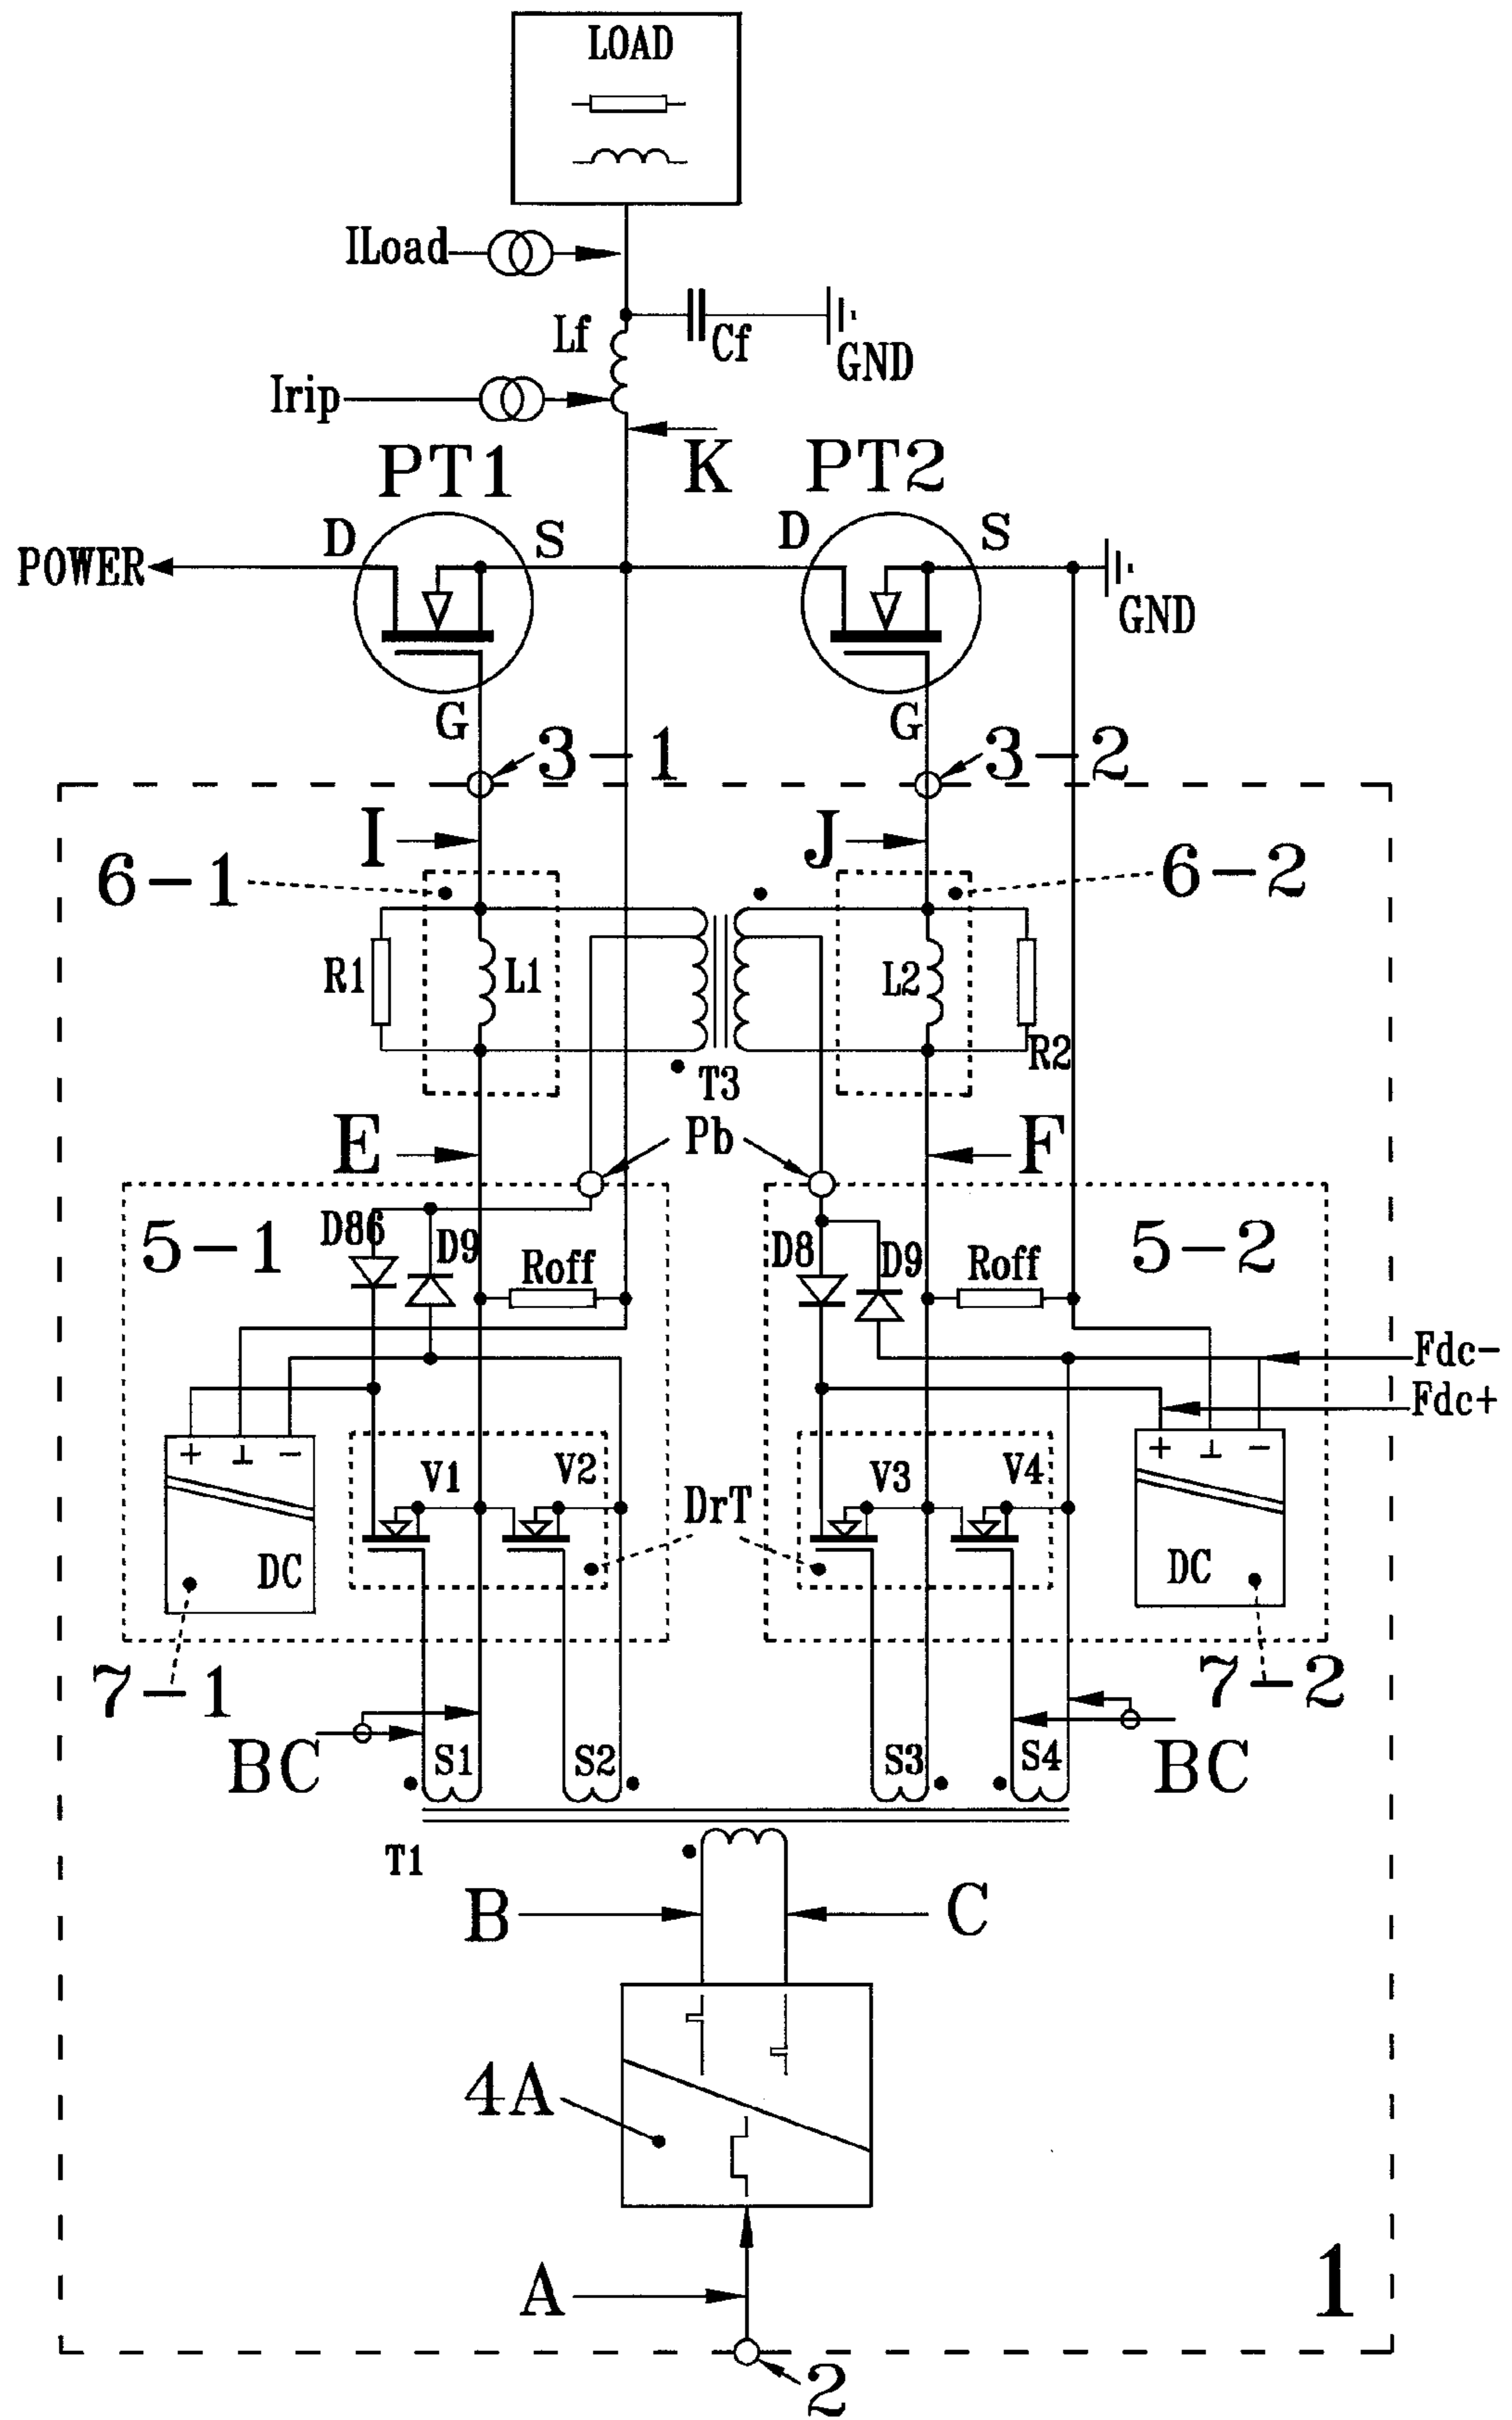 LOAD
ILoad
Lf
Cf
GND
Irip
K
PT1
PT2
D
S
D
S
POWER
GND
G
G
3-1
3-2
I
J
6-1
6-2
R1
L1
L2
R2
T3
E
Pb
F
5-1
D86
D9
Roff
D8
D9
Roff
5-2
Fdc-
Fdc+
+ ⊥ -
+ ⊥ -
V1
V2
DrT
V3
V4
DC
DC
7-1
7-2
BC
S1
S2
S3
S4
BC
T1
B
C
4A
A
1
2